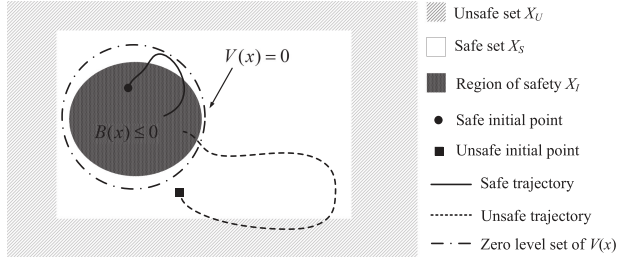 V(x) = 0
B(x) ≤ 0
Unsafe set X_U
Safe set X_S
Region of safety X_I
Safe initial point
Unsafe initial point
Safe trajectory
Unsafe trajectory
Zero level set of V(x)